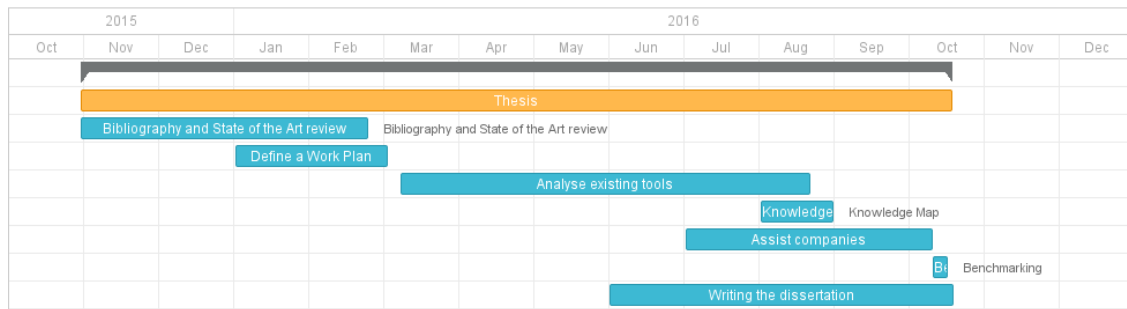 2015 2016
Oct Nov Dec Jan Feb Mar Apr May Jun Jul Aug Sep Oct Nov Dec
Thesis
Bibliography and State of the Art review Bibliography and State of the Art review
Define a Work Plan
Analyse existing tools
Knowledge Knowledge Map
Assist companies
Be Benchmarking
Writing the dissertation